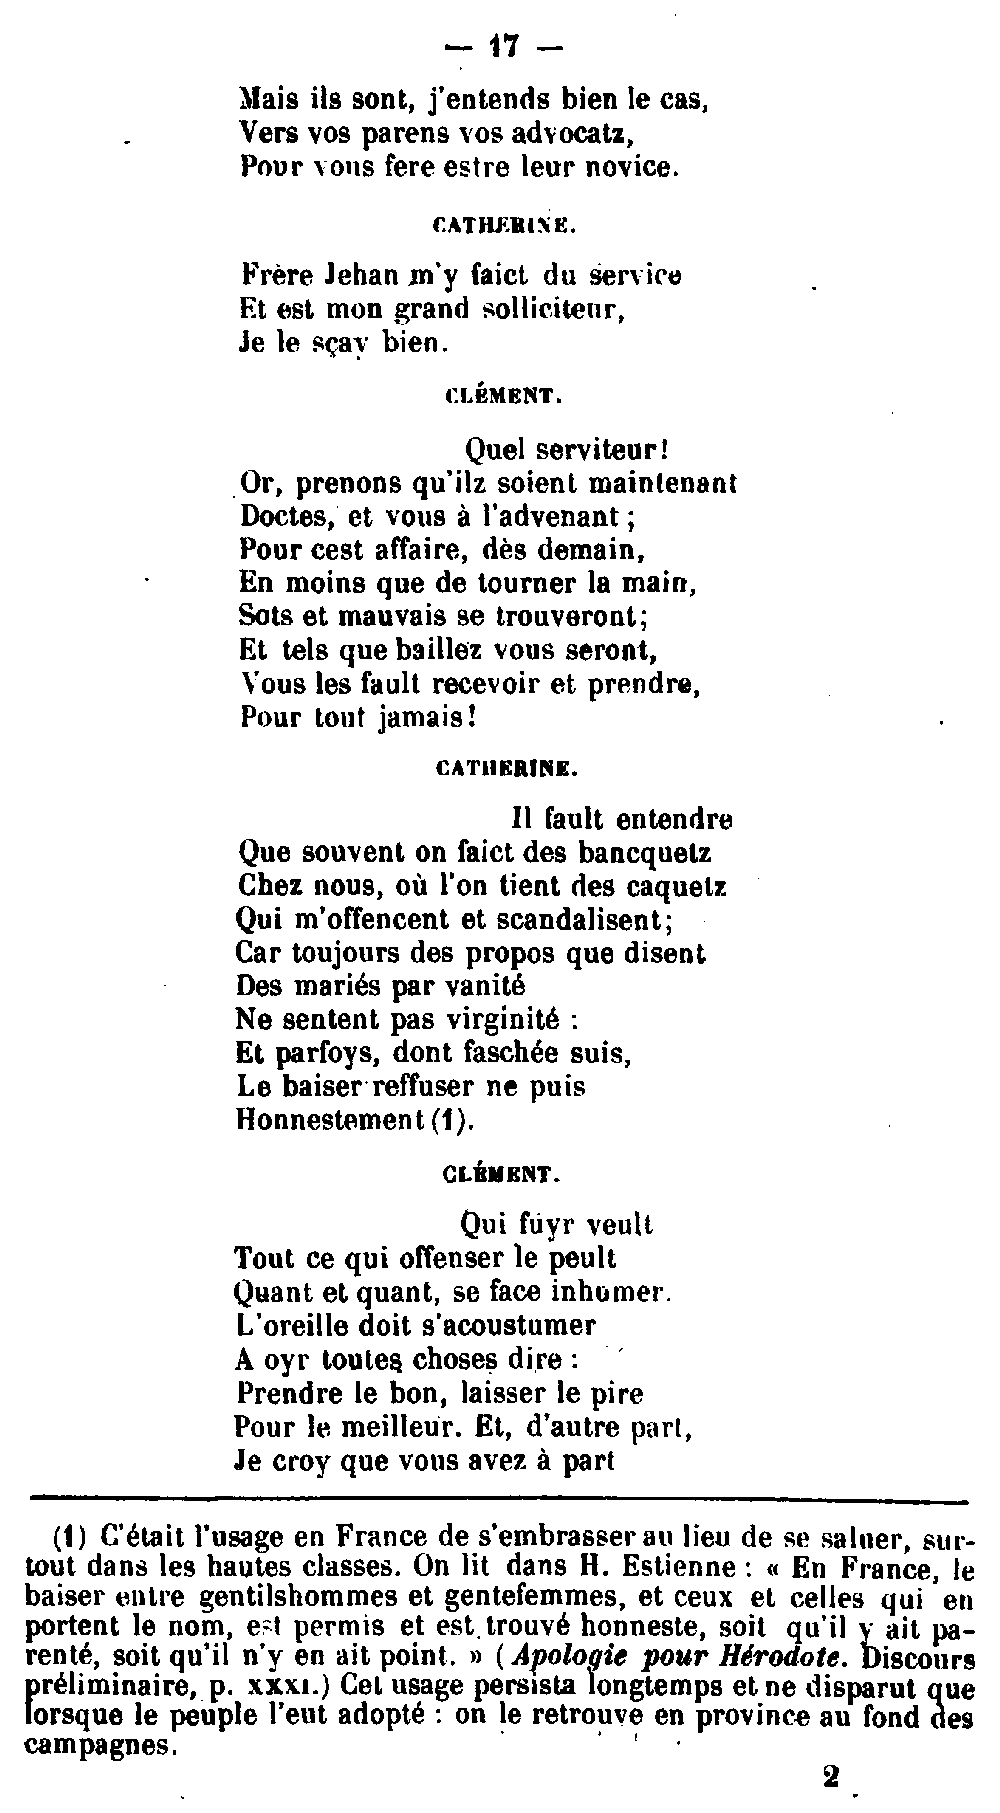 — 17 —
Mais ils sont, j'entends bien le cas,
Vers vos parens vos advocatz,
Pour vous fere estre leur novice.
CATHERINE.
Frère Jehan m'y faict du service
Et est mon grand solliciteur,
Je le sçay bien.
CLÉMENT.
Quel serviteur!
Or, prenons qu'ilz soient maintenant
Doctes, et vous à l'advenant ;
Pour cest affaire, dès demain,
En moins que de tourner la main,
Sots et mauvais se trouveront;
Et tels que baillez vous seront,
Vous les fault recevoir et prendre,
Pour tout jamais!
CATHERINE.
Il fault entendre
Que souvent on faict des bancquetz
Chez nous, où l'on tient des caquetz
Qui m'offencent et scandalisent;
Car toujours des propos que disent
Des mariés par vanité
Ne sentent pas virginité :
Et parfoys, dont faschée suis,
Le baiser reffuser ne puis
Honnestement (1).
CLÉMENT.
Qui fuyr veult
Tout ce qui offenser le peult
Quant et quant, se face inhumer.
L'oreille doit s'acoustumer
A oyr toutes choses dire :
Prendre le bon, laisser le pire
Pour le meilleur. Et, d'autre part,
Je croy que vous avez à part
(1) C'était l'usage en France de s'embrasser au lieu de se saluer, sur-
tout dans les hautes classes. On lit dans H. Estienne : « En France, le
baiser entre gentilshommes et gentefemmes, et ceux et celles qui en
portent le nom, est permis et est trouvé honneste, soit qu'il y ait pa-
renté, soit qu'il n'y en ait point. » (Apologie pour Hérodote. Discours
préliminaire, p. XXXI.) Cet usage persista longtemps et ne disparut que
lorsque le peuple l'eut adopté : on le retrouve en province au fond des
campagnes.
2